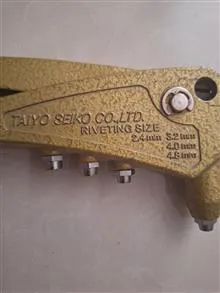 TAIYO SEIKO CO.,LTD.
RIVETING SIZE
2.4mm 3.2mm
4.0mm
4.8mm